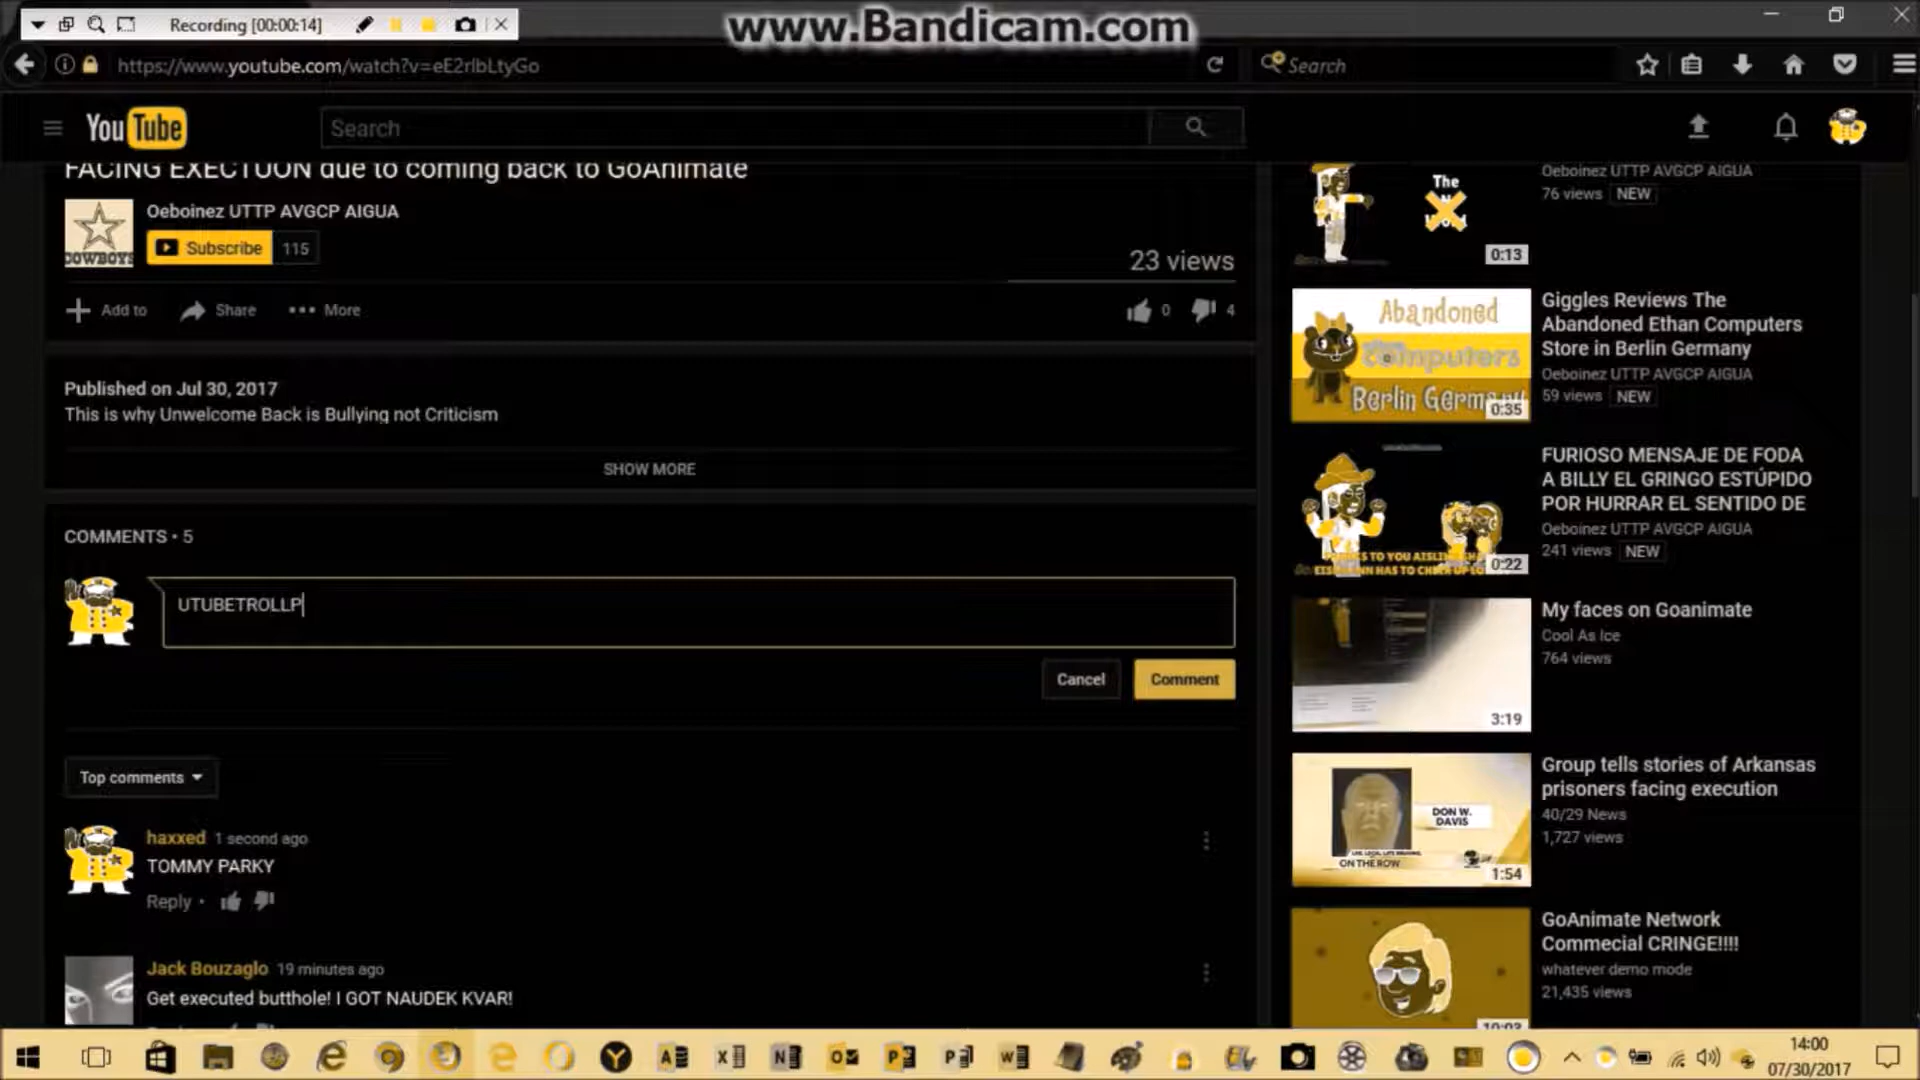 Recording [00:00:14]
www.Bandicam.com
https://www.youtube.com/watch?v=eE2rlbLtyGo
Search
YouTube
Search
FACING EXECTUON due to coming back to GoAnimate
Oeboinez UTTP AVGCP AIGUA
COWBOYS
Subscribe 115
23 views
Add to Share More
0 4
Published on Jul 30, 2017
This is why Unwelcome Back is Bullying not Criticism
SHOW MORE
COMMENTS • 5
UTUBETROLLP
Cancel Comment
Top comments
haxxed 1 second ago
TOMMY PARKY
Reply •
Jack Bouzaglo 19 minutes ago
Get executed butthole! I GOT NAUDEK KVAR!
The
0:13
Oeboinez UTTP AVGCP AIGUA
76 views NEW
Abandoned
Computers
Berlin Germany
0:35
Giggles Reviews The
Abandoned Ethan Computers
Store in Berlin Germany
Oeboinez UTTP AVGCP AIGUA
59 views NEW
0:22
FURIOSO MENSAJE DE FODA
A BILLY EL GRINGO ESTÚPIDO
POR HURRAR EL SENTIDO DE
Oeboinez UTTP AVGCP AIGUA
241 views NEW
3:19
My faces on Goanimate
Cool As Ice
764 views
DON W.
DAVIS
ON THE ROW
1:54
Group tells stories of Arkansas
prisoners facing execution
40/29 News
1,727 views
10:03
GoAnimate Network
Commecial CRINGE!!!!
whatever demo mode
21,435 views
14:00
07/30/2017